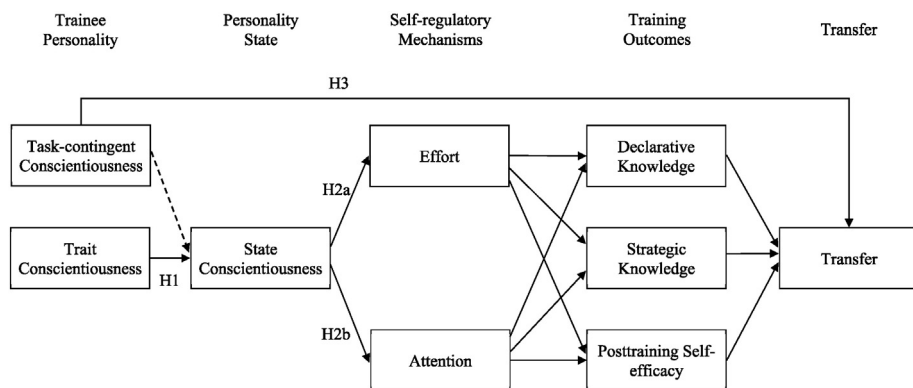 Trainee
Personality
Personality
State
Self-regulatory
Mechanisms
Training
Outcomes
Transfer
H3
Task-contingent
Conscientiousness
Effort
Declarative
Knowledge
H2a
Trait
Conscientiousness
H1
State
Conscientiousness
Strategic
Knowledge
Transfer
H2b
Attention
Posttraining Self-
efficacy